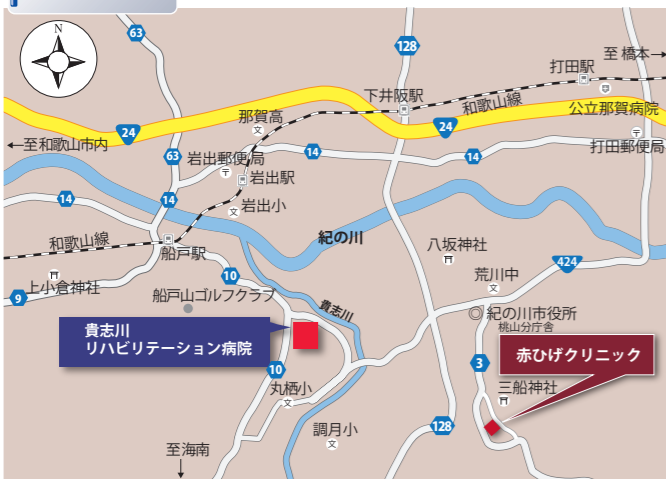 N
63
128
至 橋本→
打田駅
下井阪駅
和歌山線
公立那賀病院
那賀高
24
24
打田郵便局
←至和歌山市内
63
岩出郵便局
14
14
岩出駅
14
14
岩出小
紀の川
和歌山線
船戸駅
八坂神社
424
10
荒川中
上小倉神社
9
船戸山ゴルフクラブ
貴志川
紀の川市役所
桃山分庁舎
貴志川
リハビリテーション病院
赤ひげクリニック
3
10
三船神社
丸栖小
調月小
128
至海南
↓
文
文
文
文
文
〒
〒